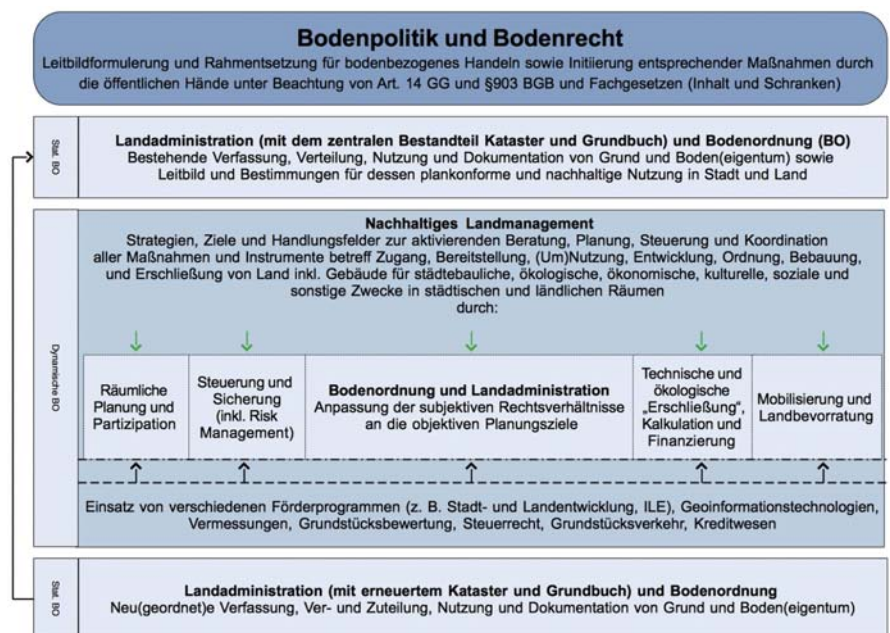 Bodenpolitik und Bodenrecht
Leitbildformulierung und Rahmentsetzung für bodenbezogenes Handeln sowie Initiierung entsprechender Maßnahmen durch
die öffentlichen Hände unter Beachtung von Art. 14 GG und §903 BGB und Fachgesetzen (Inhalt und Schranken)
Stat. BO
Landadministration (mit dem zentralen Bestandteil Kataster und Grundbuch) und Bodenordnung (BO)
Bestehende Verfassung, Verteilung, Nutzung und Dokumentation von Grund und Boden(eigentum) sowie
Leitbild und Bestimmungen für dessen plankonforme und nachhaltige Nutzung in Stadt und Land
Dynamische BO
Nachhaltiges Landmanagement
Strategien, Ziele und Handlungsfelder zur aktivierenden Beratung, Planung, Steuerung und Koordination
aller Maßnahmen und Instrumente betreff Zugang, Bereitstellung, (Um)Nutzung, Entwicklung, Ordnung, Bebauung,
und Erschließung von Land inkl. Gebäude für städtebauliche, ökologische, ökonomische, kulturelle, soziale und
sonstige Zwecke in städtischen und ländlichen Räumen
durch:
Räumliche
Planung und
Partizipation
Steuerung und
Sicherung
(inkl. Risk
Management)
Bodenordnung und Landadministration
Anpassung der subjektiven Rechtsverhältnisse
an die objektiven Planungsziele
Technische und
ökologische
„Erschließung“,
Kalkulation und
Finanzierung
Mobilisierung und
Landbevorratung
Einsatz von verschiedenen Förderprogrammen (z. B. Stadt- und Landentwicklung, ILE), Geoinformationstechnologien,
Vermessungen, Grundstücksbewertung, Steuerrecht, Grundstücksverkehr, Kreditwesen
Stat. BO
Landadministration (mit erneuertem Kataster und Grundbuch) und Bodenordnung
Neu(geordnet)e Verfassung, Ver- und Zuteilung, Nutzung und Dokumentation von Grund und Boden(eigentum)